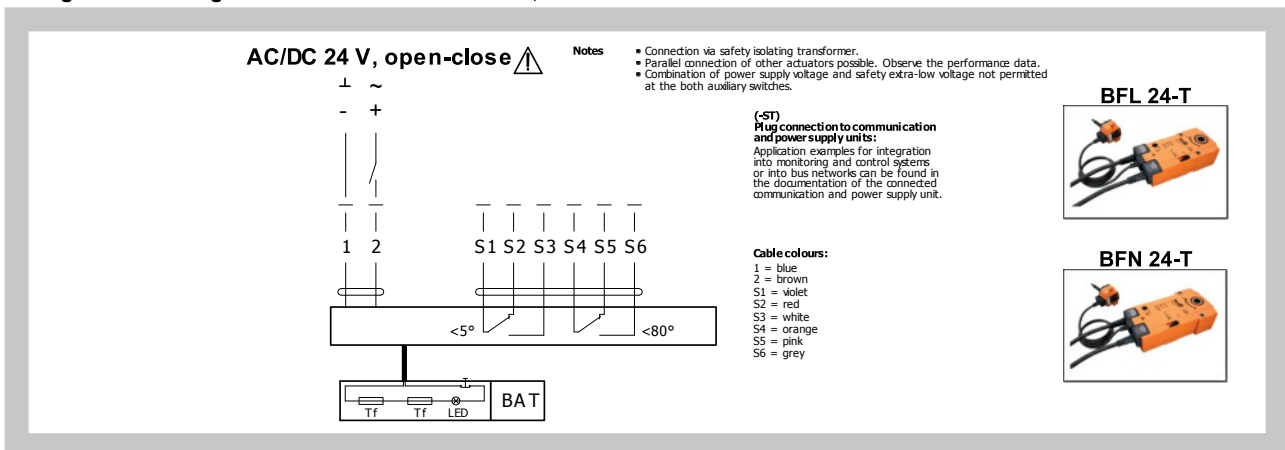 AC/DC 24 V, open-close
Notes
• Connection via safety isolating transformer.
• Parallel connection of other actuators possible. Observe the performance data.
• Combination of power supply voltage and safety extra-low voltage not permitted
at the both auxiliary switches.
⊥ ~
- +
(-ST)
Plug connection to communication
and power supply units:
Application examples for integration
into monitoring and control systems
or into bus networks can be found in
the documentation of the connected
communication and power supply unit.
BFL 24-T
1 2 S1 S2 S3 S4 S5 S6
<5° <80°
Tf Tf LED BAT
Cable colours:
1 = blue
2 = brown
S1 = violet
S2 = red
S3 = white
S4 = orange
S5 = pink
S6 = grey
BFN 24-T